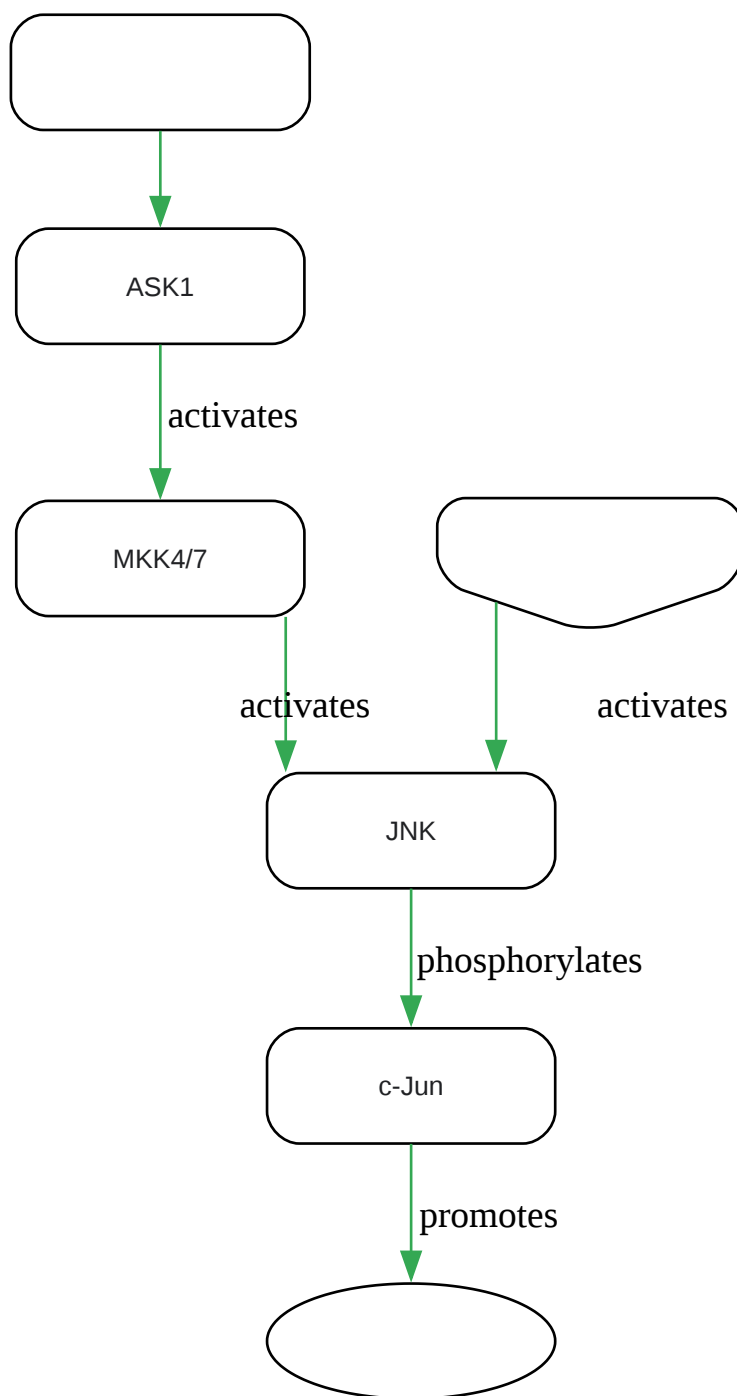 ASK1
activates
MKK4/7
activates
activates
JNK
phosphorylates
c-Jun
promotes